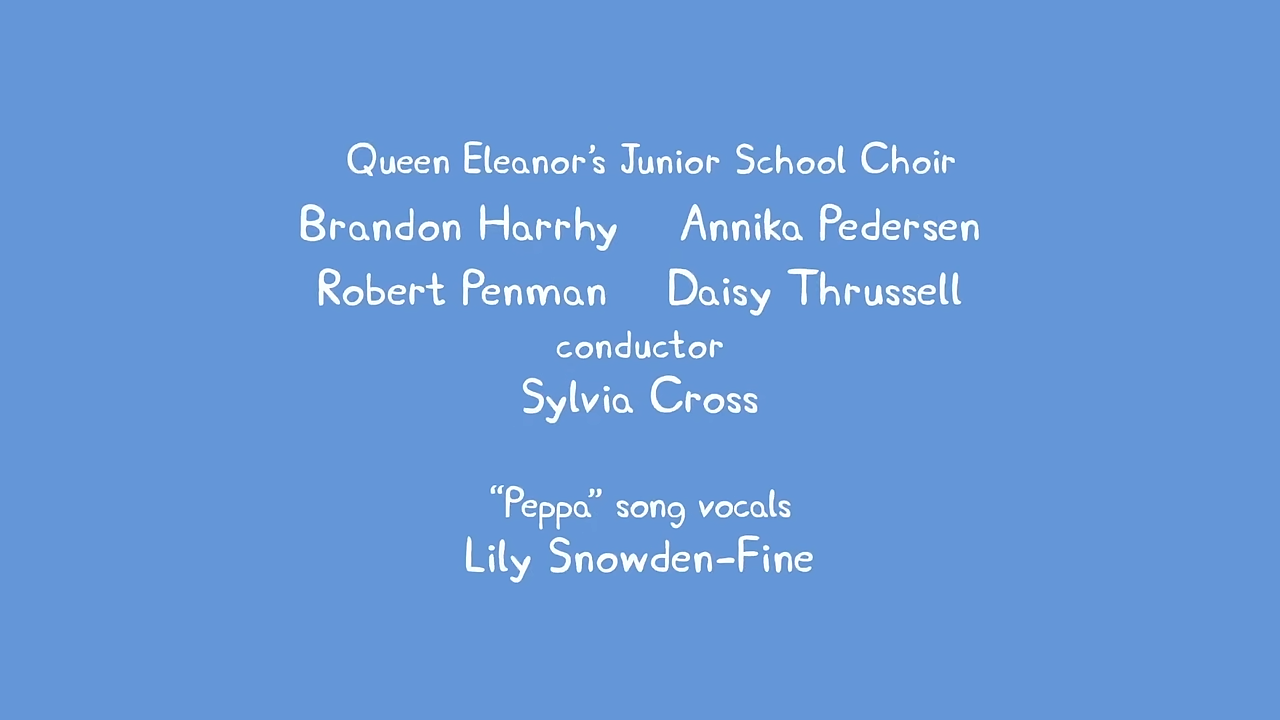 Queen Eleanor's Junior School Choir
Brandon Harrhy Annika Pedersen
Robert Penman Daisy Thrussell
conductor
Sylvia Cross
“Peppa” song vocals
Lily Snowden-Fine